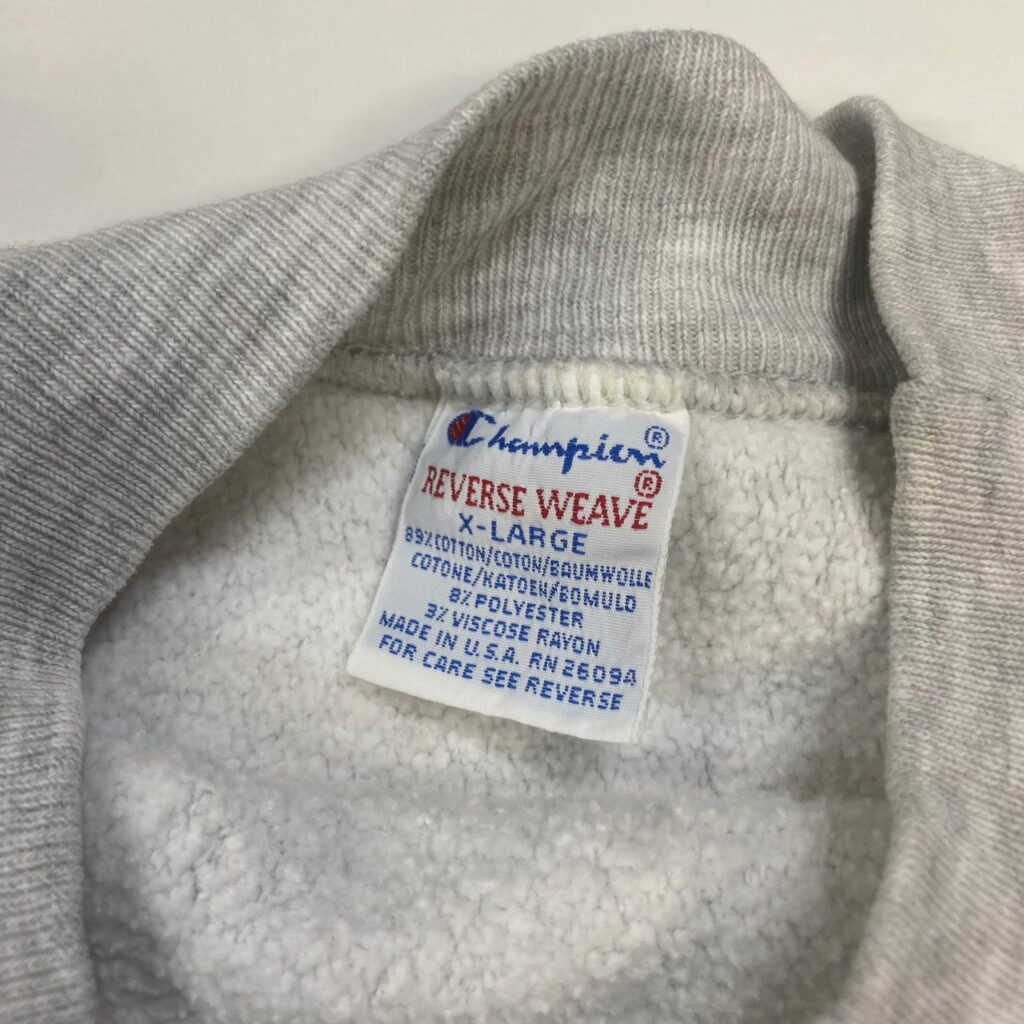 Champion®
REVERSE WEAVE®
X-LARGE
89% COTTON/COTON/BAUMWOLLE
COTONE/KATOEN/BOMULD
8% POLYESTER
3% VISCOSE RAYON
MADE IN U.S.A. RN 26094
FOR CARE SEE REVERSE